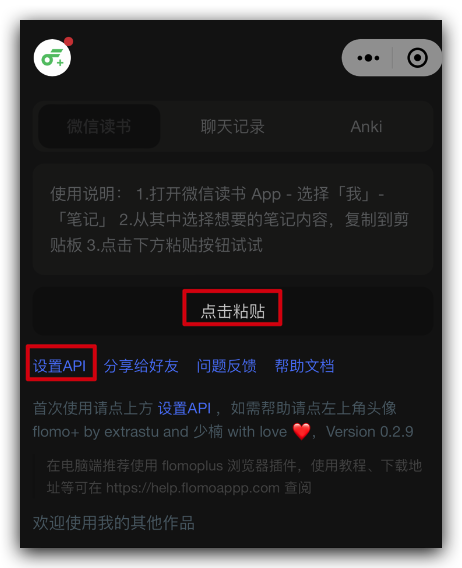 微信读书 聊天记录 Anki
使用说明： 1.打开微信读书 App - 选择「我」-
「笔记」 2.从其中选择想要的笔记内容，复制到剪
贴板 3.点击下方粘贴按钮试试
点击粘贴
设置API 分享给好友 问题反馈 帮助文档
首次使用请点上方 设置API ，如需帮助请点左上角头像
flomo+ by extrastu and 少楠 with love ❤️，Version 0.2.9
在电脑端推荐使用 flomoplus 浏览器插件，使用教程、下载地
址等可在 https://help.flomoappp.com 查阅
欢迎使用我的其他作品